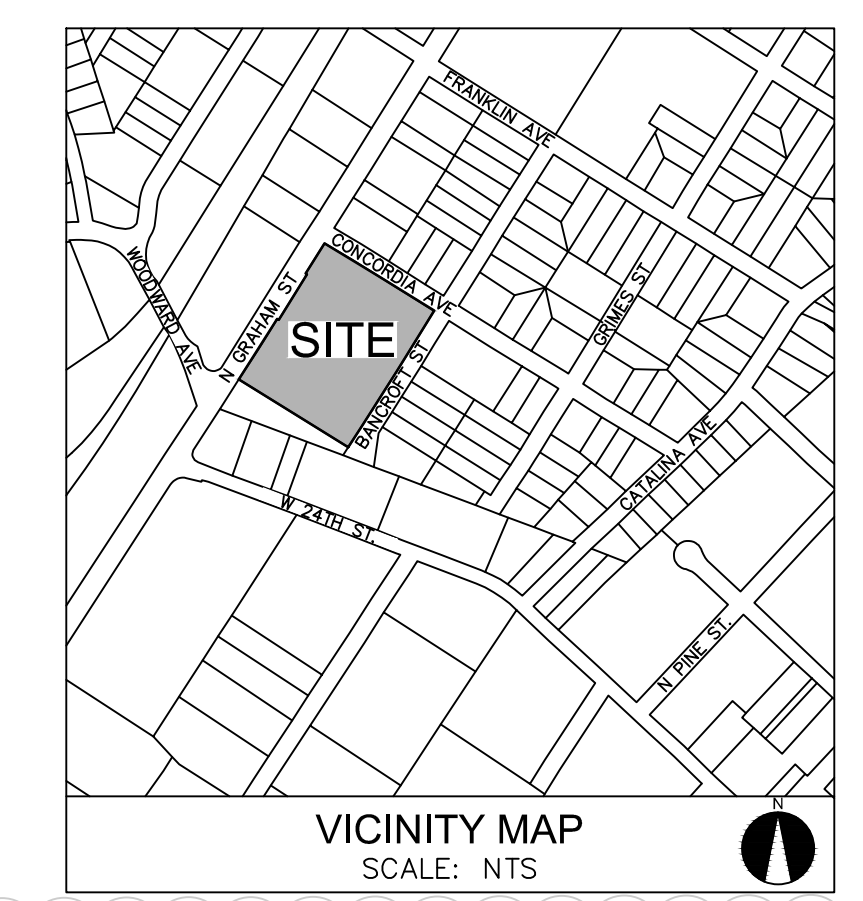 FRANKLIN AVE
CONCORDIA AVE
WOODWARD AVE
N GRAHAM ST
GRIMES ST
SITE
BANCROFT ST
CATALINA AVE
W 24TH ST.
N PINE ST.
VICINITY MAP
SCALE: NTS
N